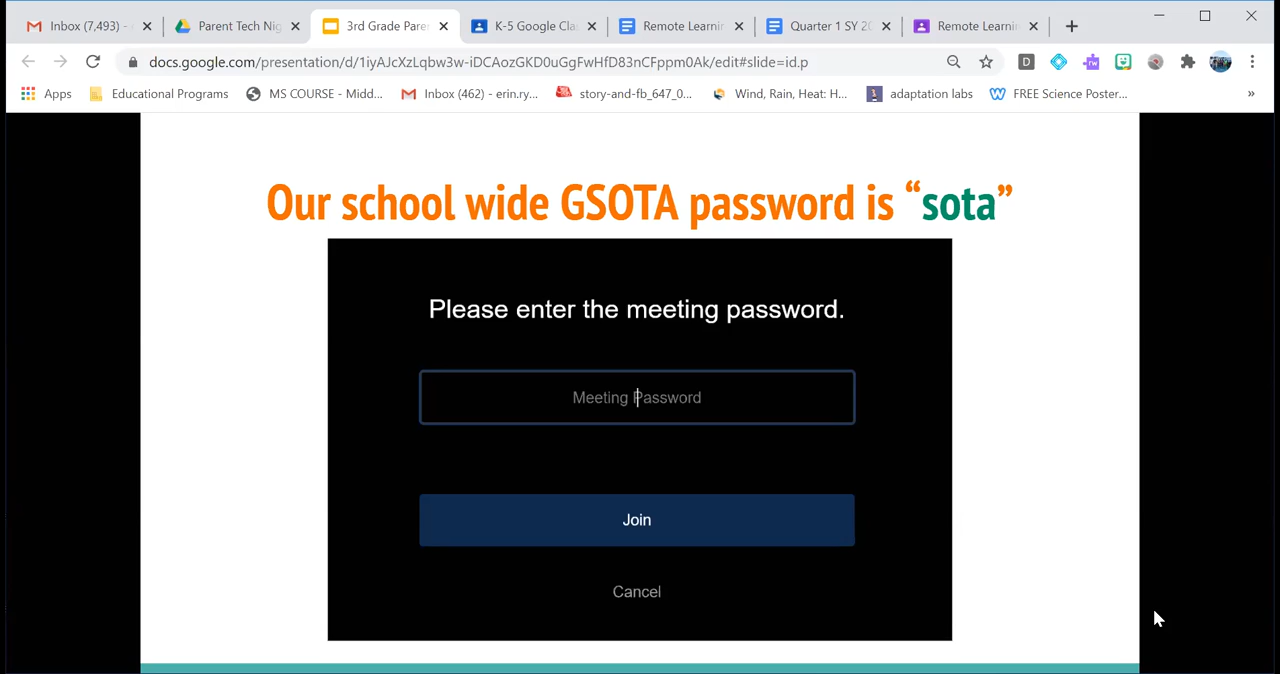 Inbox (7,493) -
Parent Tech Nig
3rd Grade Pare
K-5 Google Cla
Remote Learnin
Quarter 1 SY 20
Remote Learnin
docs.google.com/presentation/d/1iyAJcXzLqbw3w-iDCAozGKD0uGgFwHfD83nCFppm0Ak/edit#slide=id.p
D
rw
Apps
Educational Programs
MS COURSE - Midd...
Inbox (462) - erin.ry...
story-and-fb_647_0...
Wind, Rain, Heat: H...
adaptation labs
FREE Science Poster...
»
Our school wide GSOTA password is “sota”
Please enter the meeting password.
Meeting Password
Join
Cancel